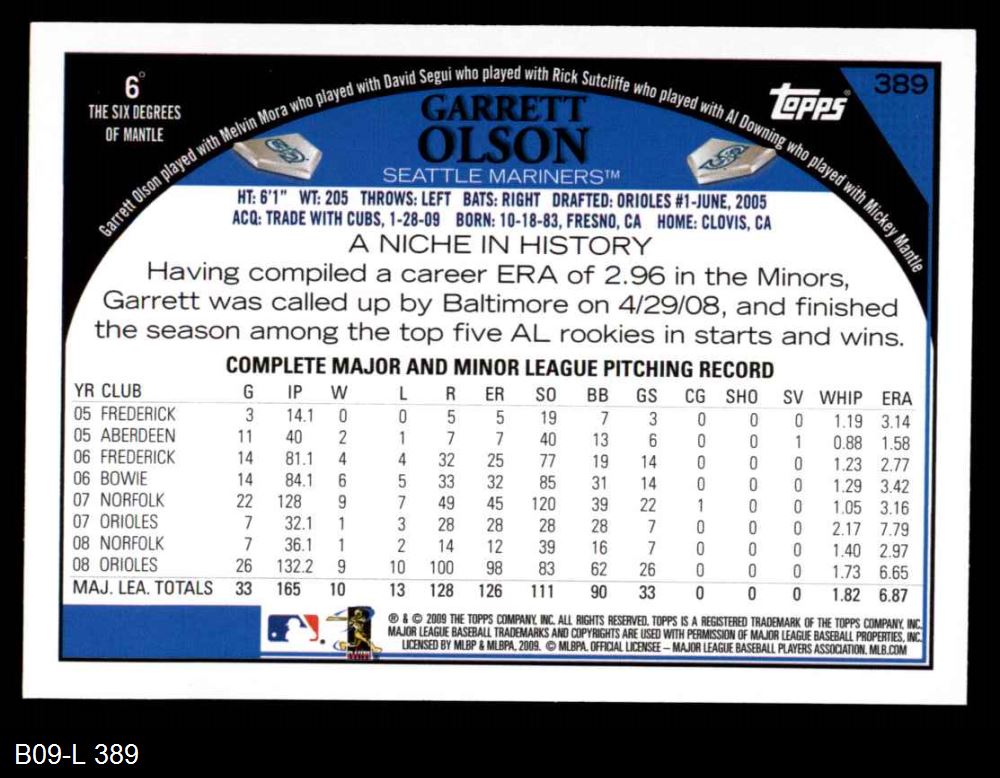 6°
THE SIX DEGREES
OF MANTLE
Garrett Olson played with Melvin Mora who played with David Segui who played with Rick Sutcliffe who played with Al Downing who played with Mickey Mantle
Topps®
389
GARRETT
OLSON
SEATTLE MARINERS™
HT: 6'1" WT: 205 THROWS: LEFT BATS: RIGHT DRAFTED: ORIOLES #1-JUNE, 2005
ACQ: TRADE WITH CUBS, 1-28-09 BORN: 10-18-83, FRESNO, CA HOME: CLOVIS, CA
A NICHE IN HISTORY
Having compiled a career ERA of 2.96 in the Minors,
Garrett was called up by Baltimore on 4/29/08, and finished
the season among the top five AL rookies in starts and wins.
COMPLETE MAJOR AND MINOR LEAGUE PITCHING RECORD
YR CLUB G IP W L R ER SO BB GS CG SHO SV WHIP ERA
05 FREDERICK 3 14.1 0 0 5 5 19 7 3 0 0 0 1.19 3.14
05 ABERDEEN 11 40 2 1 7 7 40 13 6 0 0 1 0.88 1.58
06 FREDERICK 14 81.1 4 4 32 25 77 19 14 0 0 0 1.23 2.77
06 BOWIE 14 84.1 6 5 33 32 85 31 14 0 0 0 1.29 3.42
07 NORFOLK 22 128 9 7 49 45 120 39 22 1 0 0 1.05 3.16
07 ORIOLES 7 32.1 1 3 28 28 28 28 7 0 0 0 2.17 7.79
08 NORFOLK 7 36.1 1 2 14 12 39 16 7 0 0 0 1.40 2.97
08 ORIOLES 26 132.2 9 10 100 98 83 62 26 0 0 0 1.73 6.65
MAJ. LEA. TOTALS 33 165 10 13 128 126 111 90 33 0 0 0 1.82 6.87
® & © 2009 THE TOPPS COMPANY, INC. ALL RIGHTS RESERVED. TOPPS IS A REGISTERED TRADEMARK OF THE TOPPS COMPANY, INC.
MAJOR LEAGUE BASEBALL TRADEMARKS AND COPYRIGHTS ARE USED WITH PERMISSION OF MAJOR LEAGUE BASEBALL PROPERTIES, INC.
LICENSED BY MLBP & MLBPA, 2009. © MLBPA. OFFICIAL LICENSEE – MAJOR LEAGUE BASEBALL PLAYERS ASSOCIATION. MLB.COM
B09-L 389